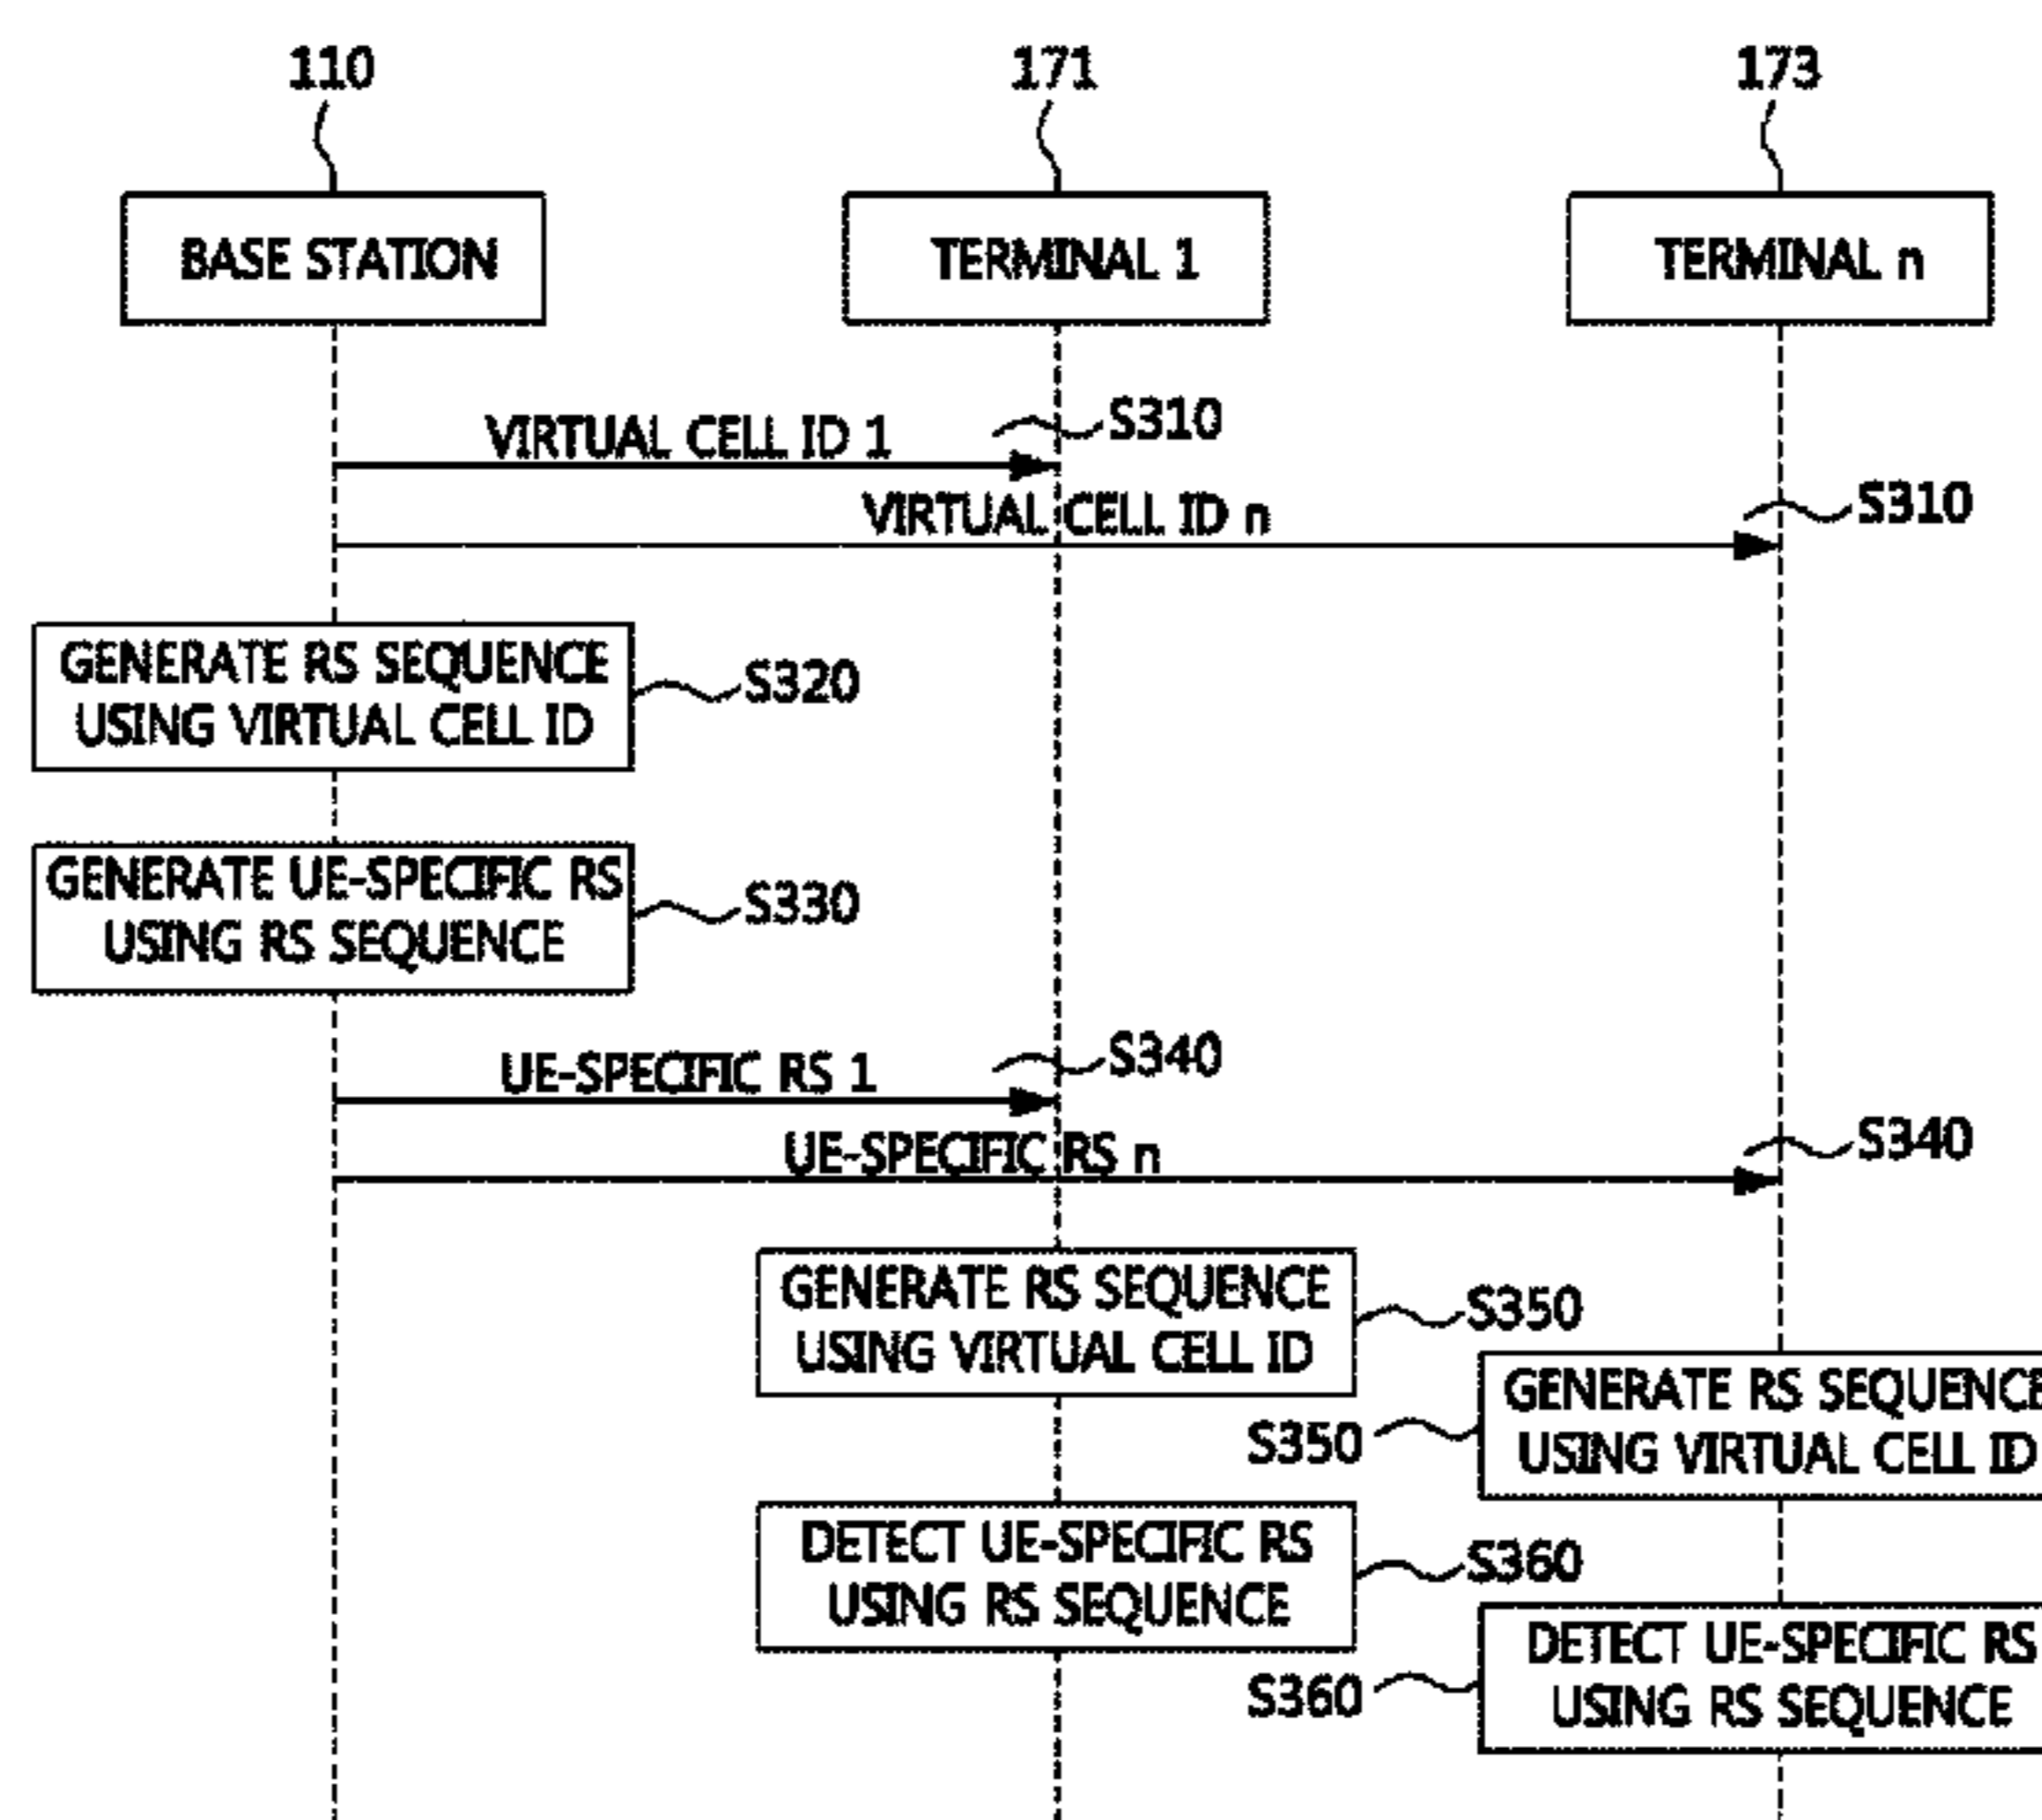 110
171
173
BASE STATION
TERMINAL 1
TERMINAL n
VIRTUAL CELL ID 1
S310
VIRTUAL CELL ID n
S310
GENERATE RS SEQUENCE
USING VIRTUAL CELL ID
S320
GENERATE UE-SPECIFIC RS
USING RS SEQUENCE
S330
UE-SPECIFIC RS 1
S340
UE-SPECIFIC RS n
S340
GENERATE RS SEQUENCE
USING VIRTUAL CELL ID
S350
GENERATE RS SEQUENCE
USING VIRTUAL CELL ID
S350
DETECT UE-SPECIFIC RS
USING RS SEQUENCE
S360
DETECT UE-SPECIFIC RS
USING RS SEQUENCE
S360